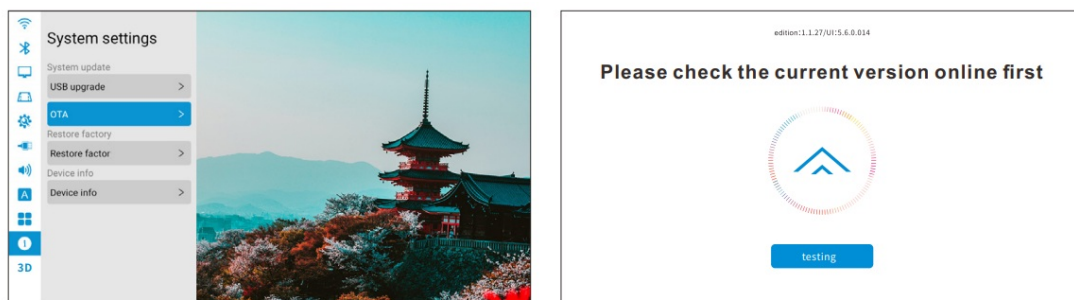 System settings
System update
USB upgrade >
OTA >
Restore factory
Restore factor >
Device info
Device info >
A
3D
edition:1.1.27/UI:5.6.0.014
Please check the current version online first
testing